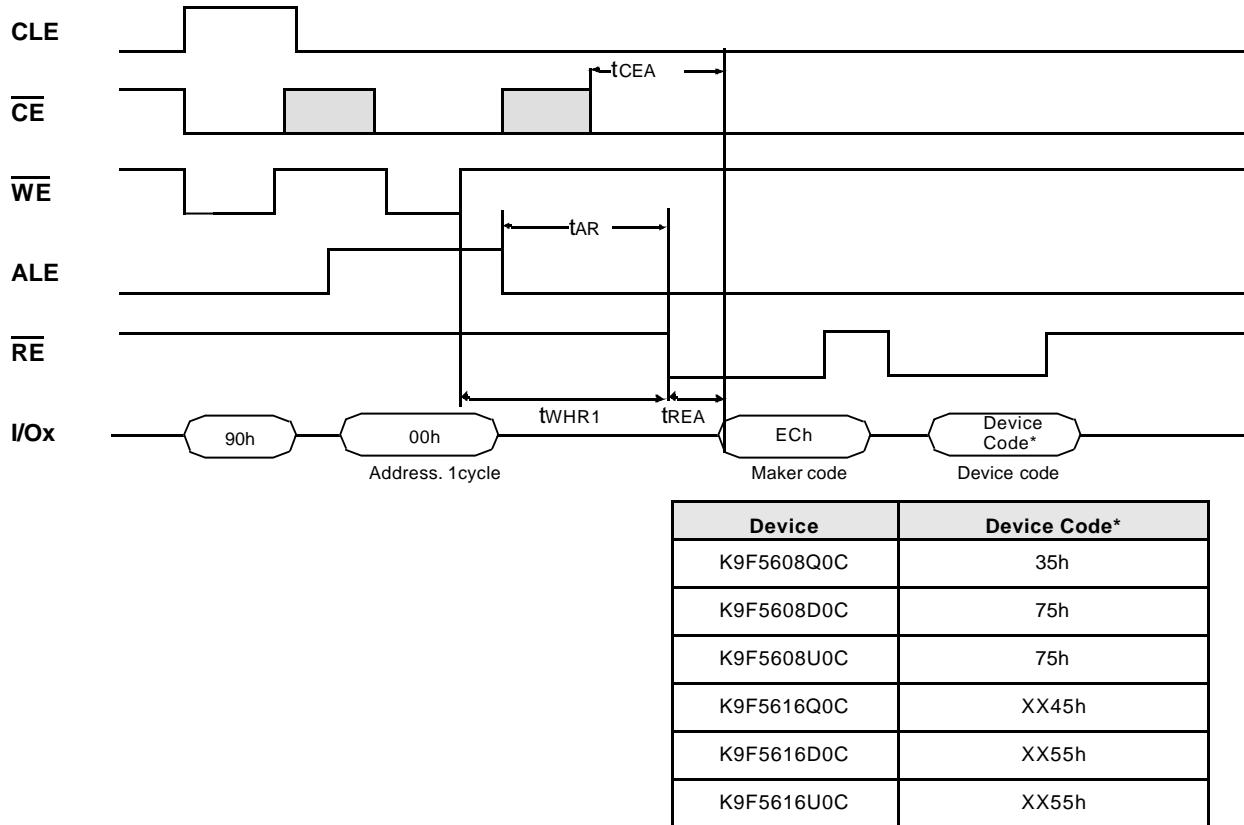 CLE
tCEA
CE
WE
tAR
ALE
RE
tWHR1 tREA
I/Ox 90h 00h ECh Device
Code*
Address. 1cycle Maker code Device code
Device Device Code*
K9F5608Q0C 35h
K9F5608D0C 75h
K9F5608U0C 75h
K9F5616Q0C XX45h
K9F5616D0C XX55h
K9F5616U0C XX55h